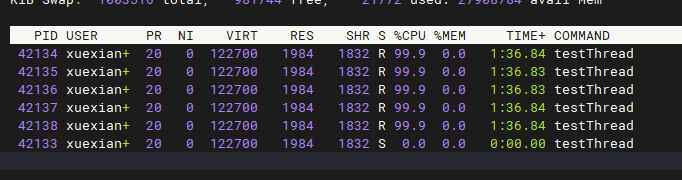 KiB Swap: 1003516 total, 981744 free, 21772 used. 27908784 avail Mem
PID USER PR NI VIRT RES SHR S %CPU %MEM TIME+ COMMAND
42134 xuexian+ 20 0 122700 1984 1832 R 99.9 0.0 1:36.84 testThread
42135 xuexian+ 20 0 122700 1984 1832 R 99.9 0.0 1:36.83 testThread
42136 xuexian+ 20 0 122700 1984 1832 R 99.9 0.0 1:36.83 testThread
42137 xuexian+ 20 0 122700 1984 1832 R 99.9 0.0 1:36.84 testThread
42138 xuexian+ 20 0 122700 1984 1832 R 99.9 0.0 1:36.84 testThread
42133 xuexian+ 20 0 122700 1984 1832 S 0.0 0.0 0:00.00 testThread